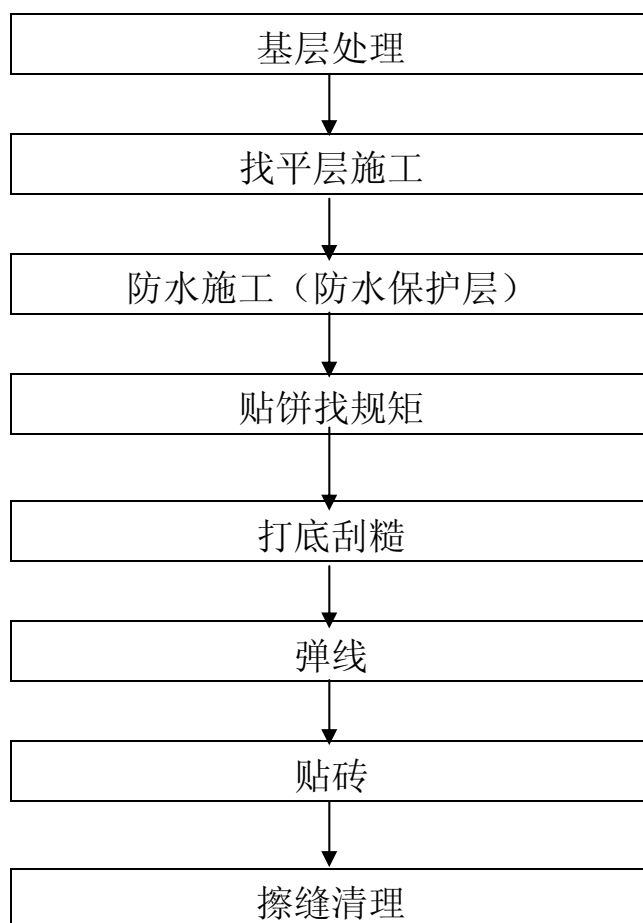 基层处理
找平层施工
防水施工（防水保护层）
贴饼找规矩
打底刮糙
弹线
贴砖
擦缝清理